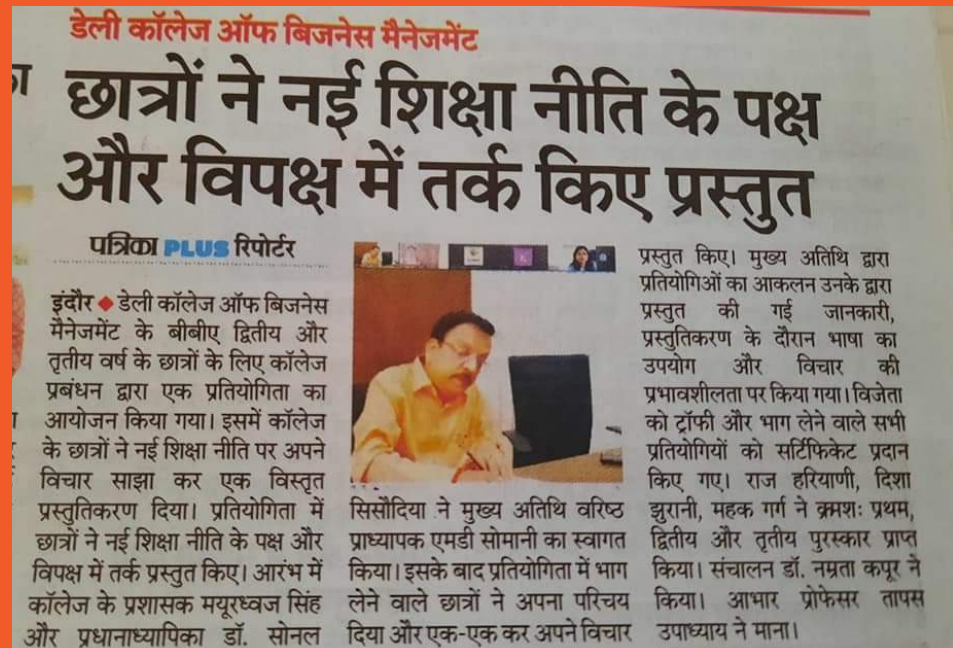 डेली कॉलेज ऑफ बिजनेस मैनेजमेंट
छात्रों ने नई शिक्षा नीति के पक्ष
और विपक्ष में तर्क किए प्रस्तुत
पत्रिका PLUS रिपोर्टर
इंदौर ◆ डेली कॉलेज ऑफ बिजनेस
मैनेजमेंट के बीबीए द्वितीय और
तृतीय वर्ष के छात्रों के लिए कॉलेज
प्रबंधन द्वारा एक प्रतियोगिता का
आयोजन किया गया। इसमें कॉलेज
के छात्रों ने नई शिक्षा नीति पर अपने
विचार साझा कर एक विस्तृत
प्रस्तुतिकरण दिया। प्रतियोगिता में
छात्रों ने नई शिक्षा नीति के पक्ष और
विपक्ष में तर्क प्रस्तुत किए। आरंभ में
कॉलेज के प्रशासक मयूरध्वज सिंह
और प्रधानाध्यापिका डॉ. सोनल
सिसौदिया ने मुख्य अतिथि वरिष्ठ
प्राध्यापक एमडी सोमानी का स्वागत
किया। इसके बाद प्रतियोगिता में भाग
लेने वाले छात्रों ने अपना परिचय
दिया और एक-एक कर अपने विचार
प्रस्तुत किए। मुख्य अतिथि द्वारा
प्रतियोगिओं का आकलन उनके द्वारा
प्रस्तुत की गई जानकारी,
प्रस्तुतिकरण के दौरान भाषा का
उपयोग और विचार की
प्रभावशीलता पर किया गया। विजेता
को ट्रॉफी और भाग लेने वाले सभी
प्रतियोगियों को सर्टिफिकेट प्रदान
किए गए। राज हरियाणी, दिशा
झुरानी, महक गर्ग ने क्रमशः प्रथम,
द्वितीय और तृतीय पुरस्कार प्राप्त
किया। संचालन डॉ. नम्रता कपूर ने
किया। आभार प्रोफेसर तापस
उपाध्याय ने माना।